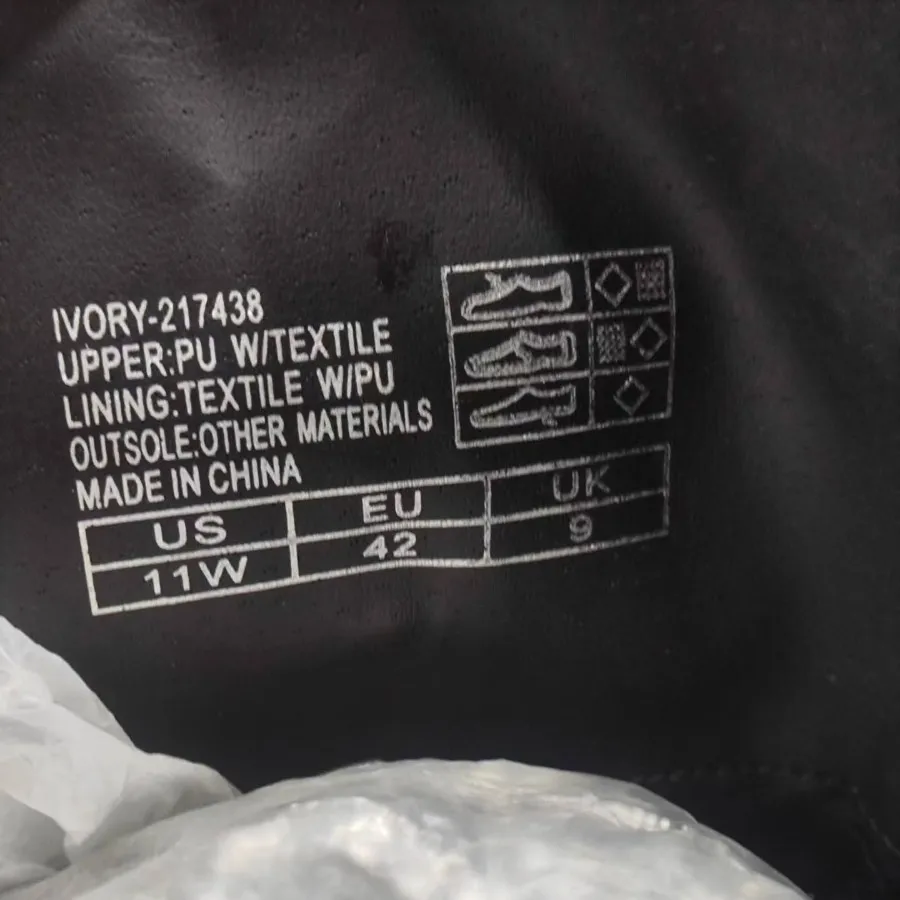 IVORY-217438
UPPER:PU W/TEXTILE
LINING:TEXTILE W/PU
OUTSOLE:OTHER MATERIALS
MADE IN CHINA
US EU UK
11W 42 9